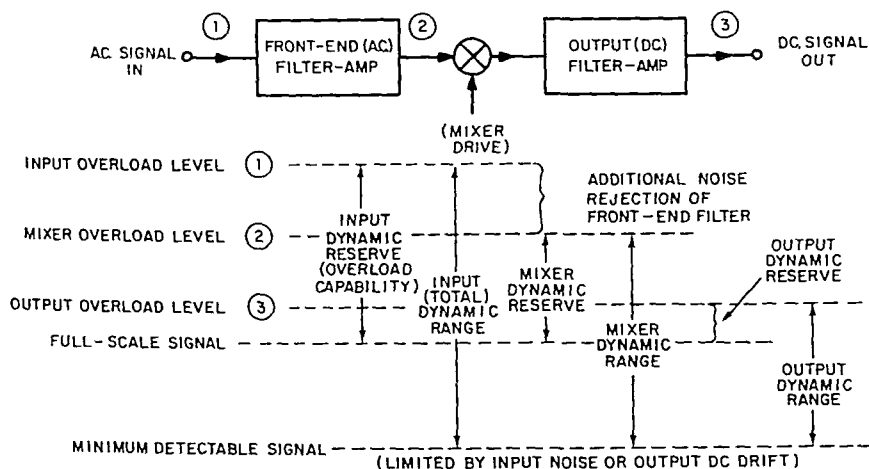 1
2
3
AC. SIGNAL
IN
FRONT-END (AC)
FILTER-AMP
OUTPUT (DC)
FILTER-AMP
DC. SIGNAL
OUT
(MIXER
DRIVE)
INPUT OVERLOAD LEVEL 1
MIXER OVERLOAD LEVEL 2
OUTPUT OVERLOAD LEVEL 3
FULL-SCALE SIGNAL
MINIMUM DETECTABLE SIGNAL
INPUT
DYNAMIC
RESERVE
(OVERLOAD
CAPABILITY)
INPUT
(TOTAL)
DYNAMIC
RANGE
ADDITIONAL NOISE
REJECTION OF
FRONT-END FILTER
MIXER
DYNAMIC
RESERVE
MIXER
DYNAMIC
RANGE
OUTPUT
DYNAMIC
RESERVE
OUTPUT
DYNAMIC
RANGE
(LIMITED BY INPUT NOISE OR OUTPUT DC DRIFT)